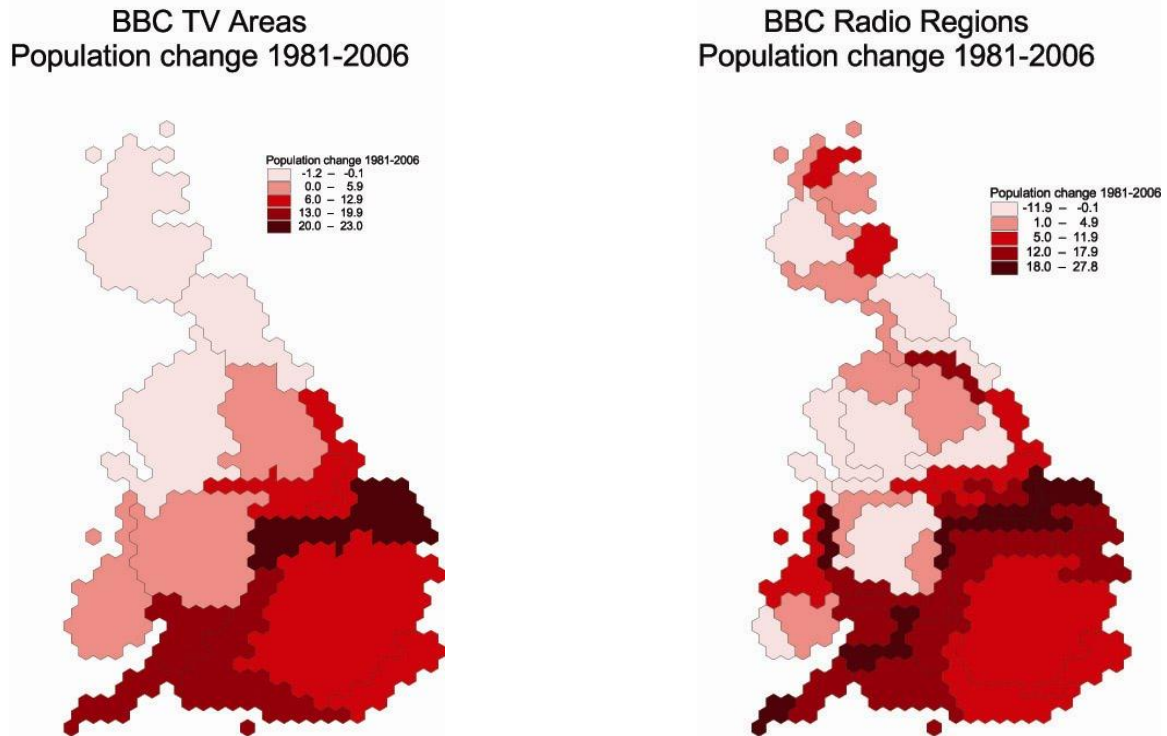 BBC TV Areas
Population change 1981-2006
Population change 1981-2006
-1.2 – -0.1
0.0 – 5.9
6.0 – 12.9
13.0 – 19.9
20.0 – 23.0
BBC Radio Regions
Population change 1981-2006
Population change 1981-2006
-11.9 – -0.1
1.0 – 4.9
5.0 – 11.9
12.0 – 17.9
18.0 – 27.8